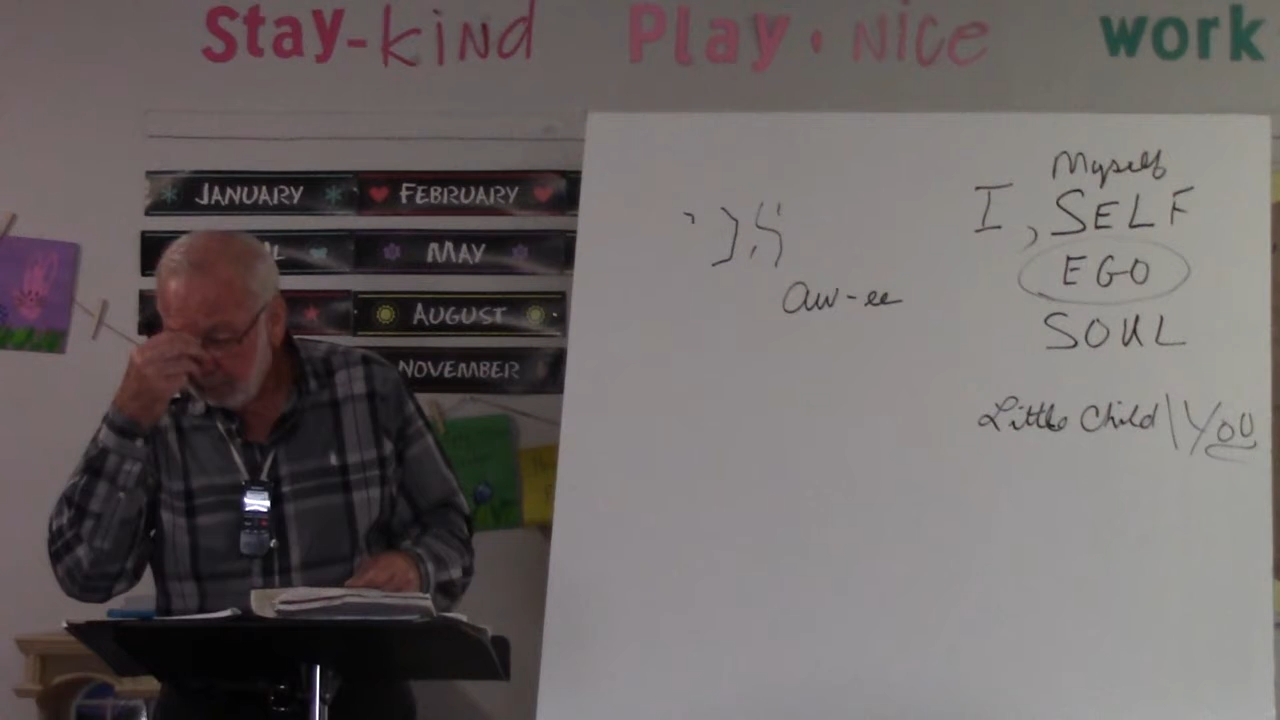 Stay-kind Play • nice work
JANUARY FEBRUARY
MAY
AUGUST
NOVEMBER
Myself
I, SELF
EGO
SOUL
aw-ee
Little Child \ YOU